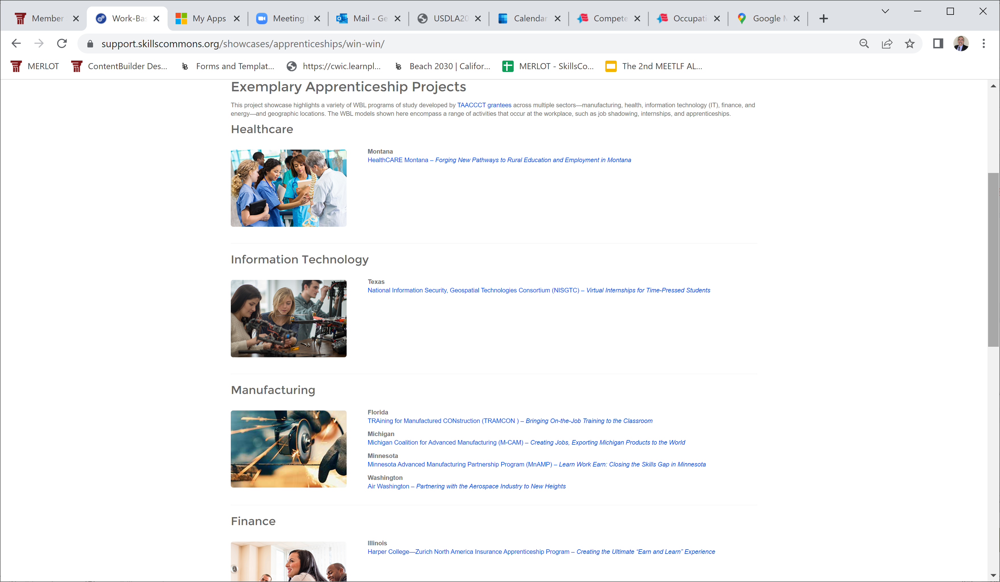 Member
Work-Bas
My Apps
Meeting
Mail - Ge
USDLA20
Calendar
Compete
Occupati
Google M
support.skillscommons.org/showcases/apprenticeships/win-win/
MERLOT
ContentBuilder Des...
Forms and Templat...
https://cwic.learnpl...
Beach 2030 | Califor...
MERLOT - SkillsCo...
The 2nd MEETLF AL...
Exemplary Apprenticeship Projects
This project showcase highlights a variety of WBL programs of study developed by TAACCCT grantees across multiple sectors—manufacturing, health, information technology (IT), finance, and
energy—and geographic locations. The WBL models shown here encompass a range of activities that occur at the workplace, such as job shadowing, internships, and apprenticeships.
Healthcare
Montana
HealthCARE Montana – Forging New Pathways to Rural Education and Employment in Montana
Information Technology
Texas
National Information Security, Geospatial Technologies Consortium (NISGTC) – Virtual Internships for Time-Pressed Students
Manufacturing
Florida
TRAining for Manufactured CONstruction (TRAMCON ) – Bringing On-the-Job Training to the Classroom
Michigan
Michigan Coalition for Advanced Manufacturing (M-CAM) – Creating Jobs, Exporting Michigan Products to the World
Minnesota
Minnesota Advanced Manufacturing Partnership Program (MnAMP) – Learn Work Earn: Closing the Skills Gap in Minnesota
Washington
Air Washington – Partnering with the Aerospace Industry to New Heights
Finance
Illinois
Harper College—Zurich North America Insurance Apprenticeship Program – Creating the Ultimate “Earn and Learn” Experience